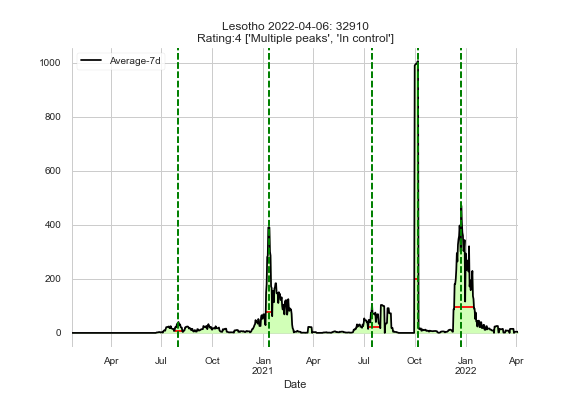 Lesotho 2022-04-06: 32910
Rating:4 ['Multiple peaks', 'In control']
Average-7d
1000
800
600
400
200
0
Apr Jul Oct Jan Apr Jul Oct Jan Apr
2021 2022
Date